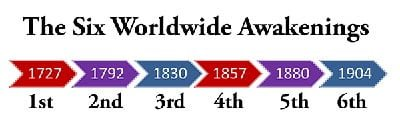 The Six Worldwide Awakenings
1727 1792 1830 1857 1880 1904
1st 2nd 3rd 4th 5th 6th